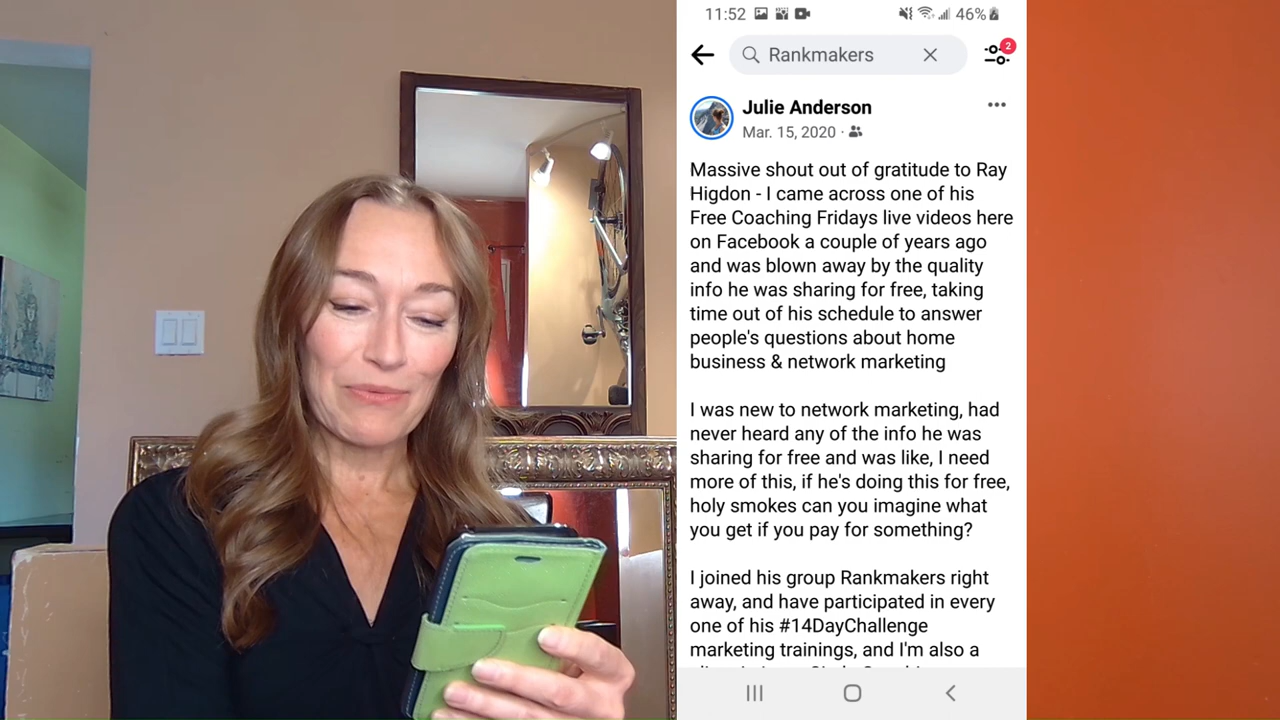 11:52 46%
Rankmakers 2
Julie Anderson
Mar. 15, 2020 ·
Massive shout out of gratitude to Ray
Higdon - I came across one of his
Free Coaching Fridays live videos here
on Facebook a couple of years ago
and was blown away by the quality
info he was sharing for free, taking
time out of his schedule to answer
people's questions about home
business & network marketing
I was new to network marketing, had
never heard any of the info he was
sharing for free and was like, I need
more of this, if he's doing this for free,
holy smokes can you imagine what
you get if you pay for something?
I joined his group Rankmakers right
away, and have participated in every
one of his #14DayChallenge
marketing trainings, and I'm also a